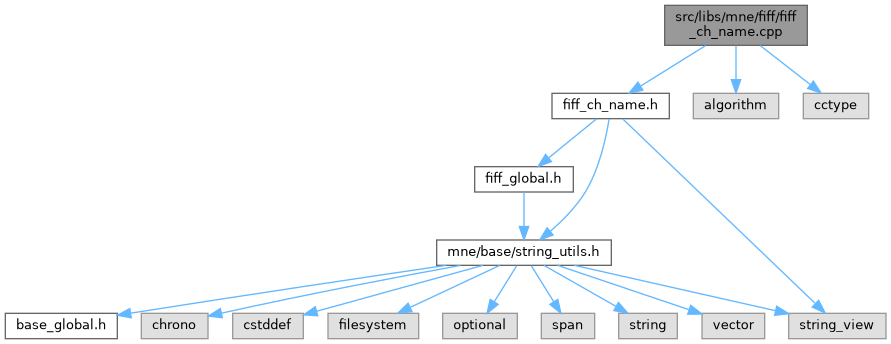 src/libs/mne/fiff/fiff
_ch_name.cpp
fiff_ch_name.h
algorithm
cctype
fiff_global.h
mne/base/string_utils.h
base_global.h
chrono
cstddef
filesystem
optional
span
string
vector
string_view